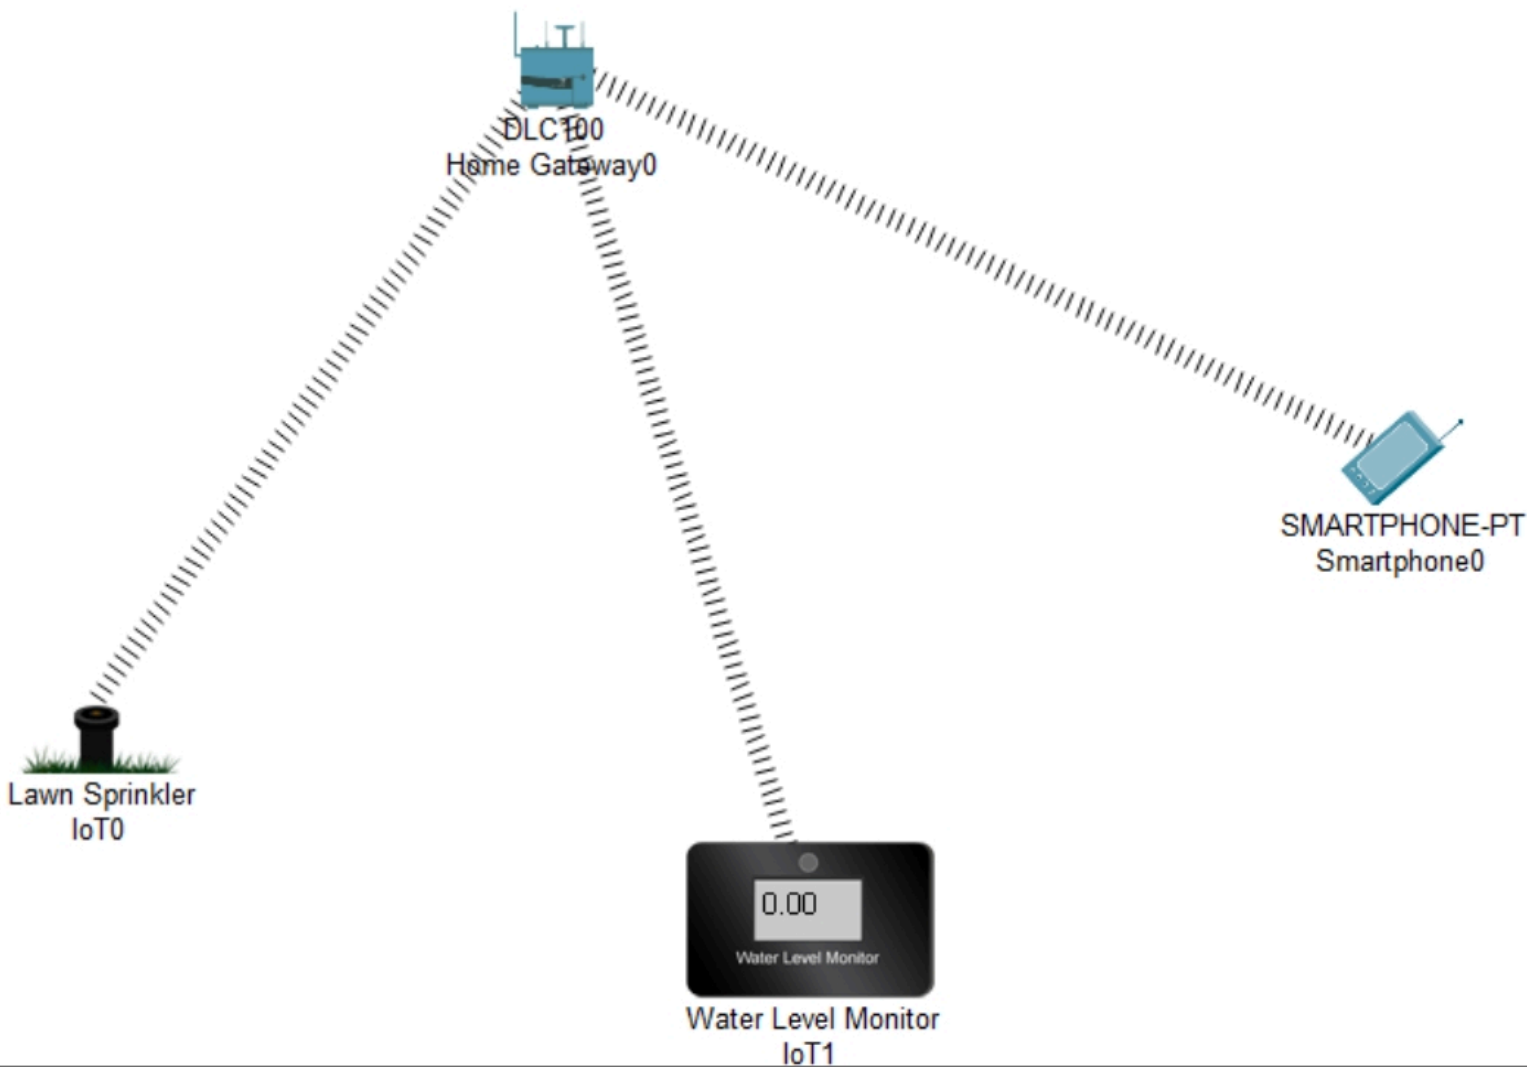 DLC100
Home Gateway0
SMARTPHONE-PT
Smartphone0
Lawn Sprinkler
IoT0
0.00
Water Level Monitor
Water Level Monitor
IoT1